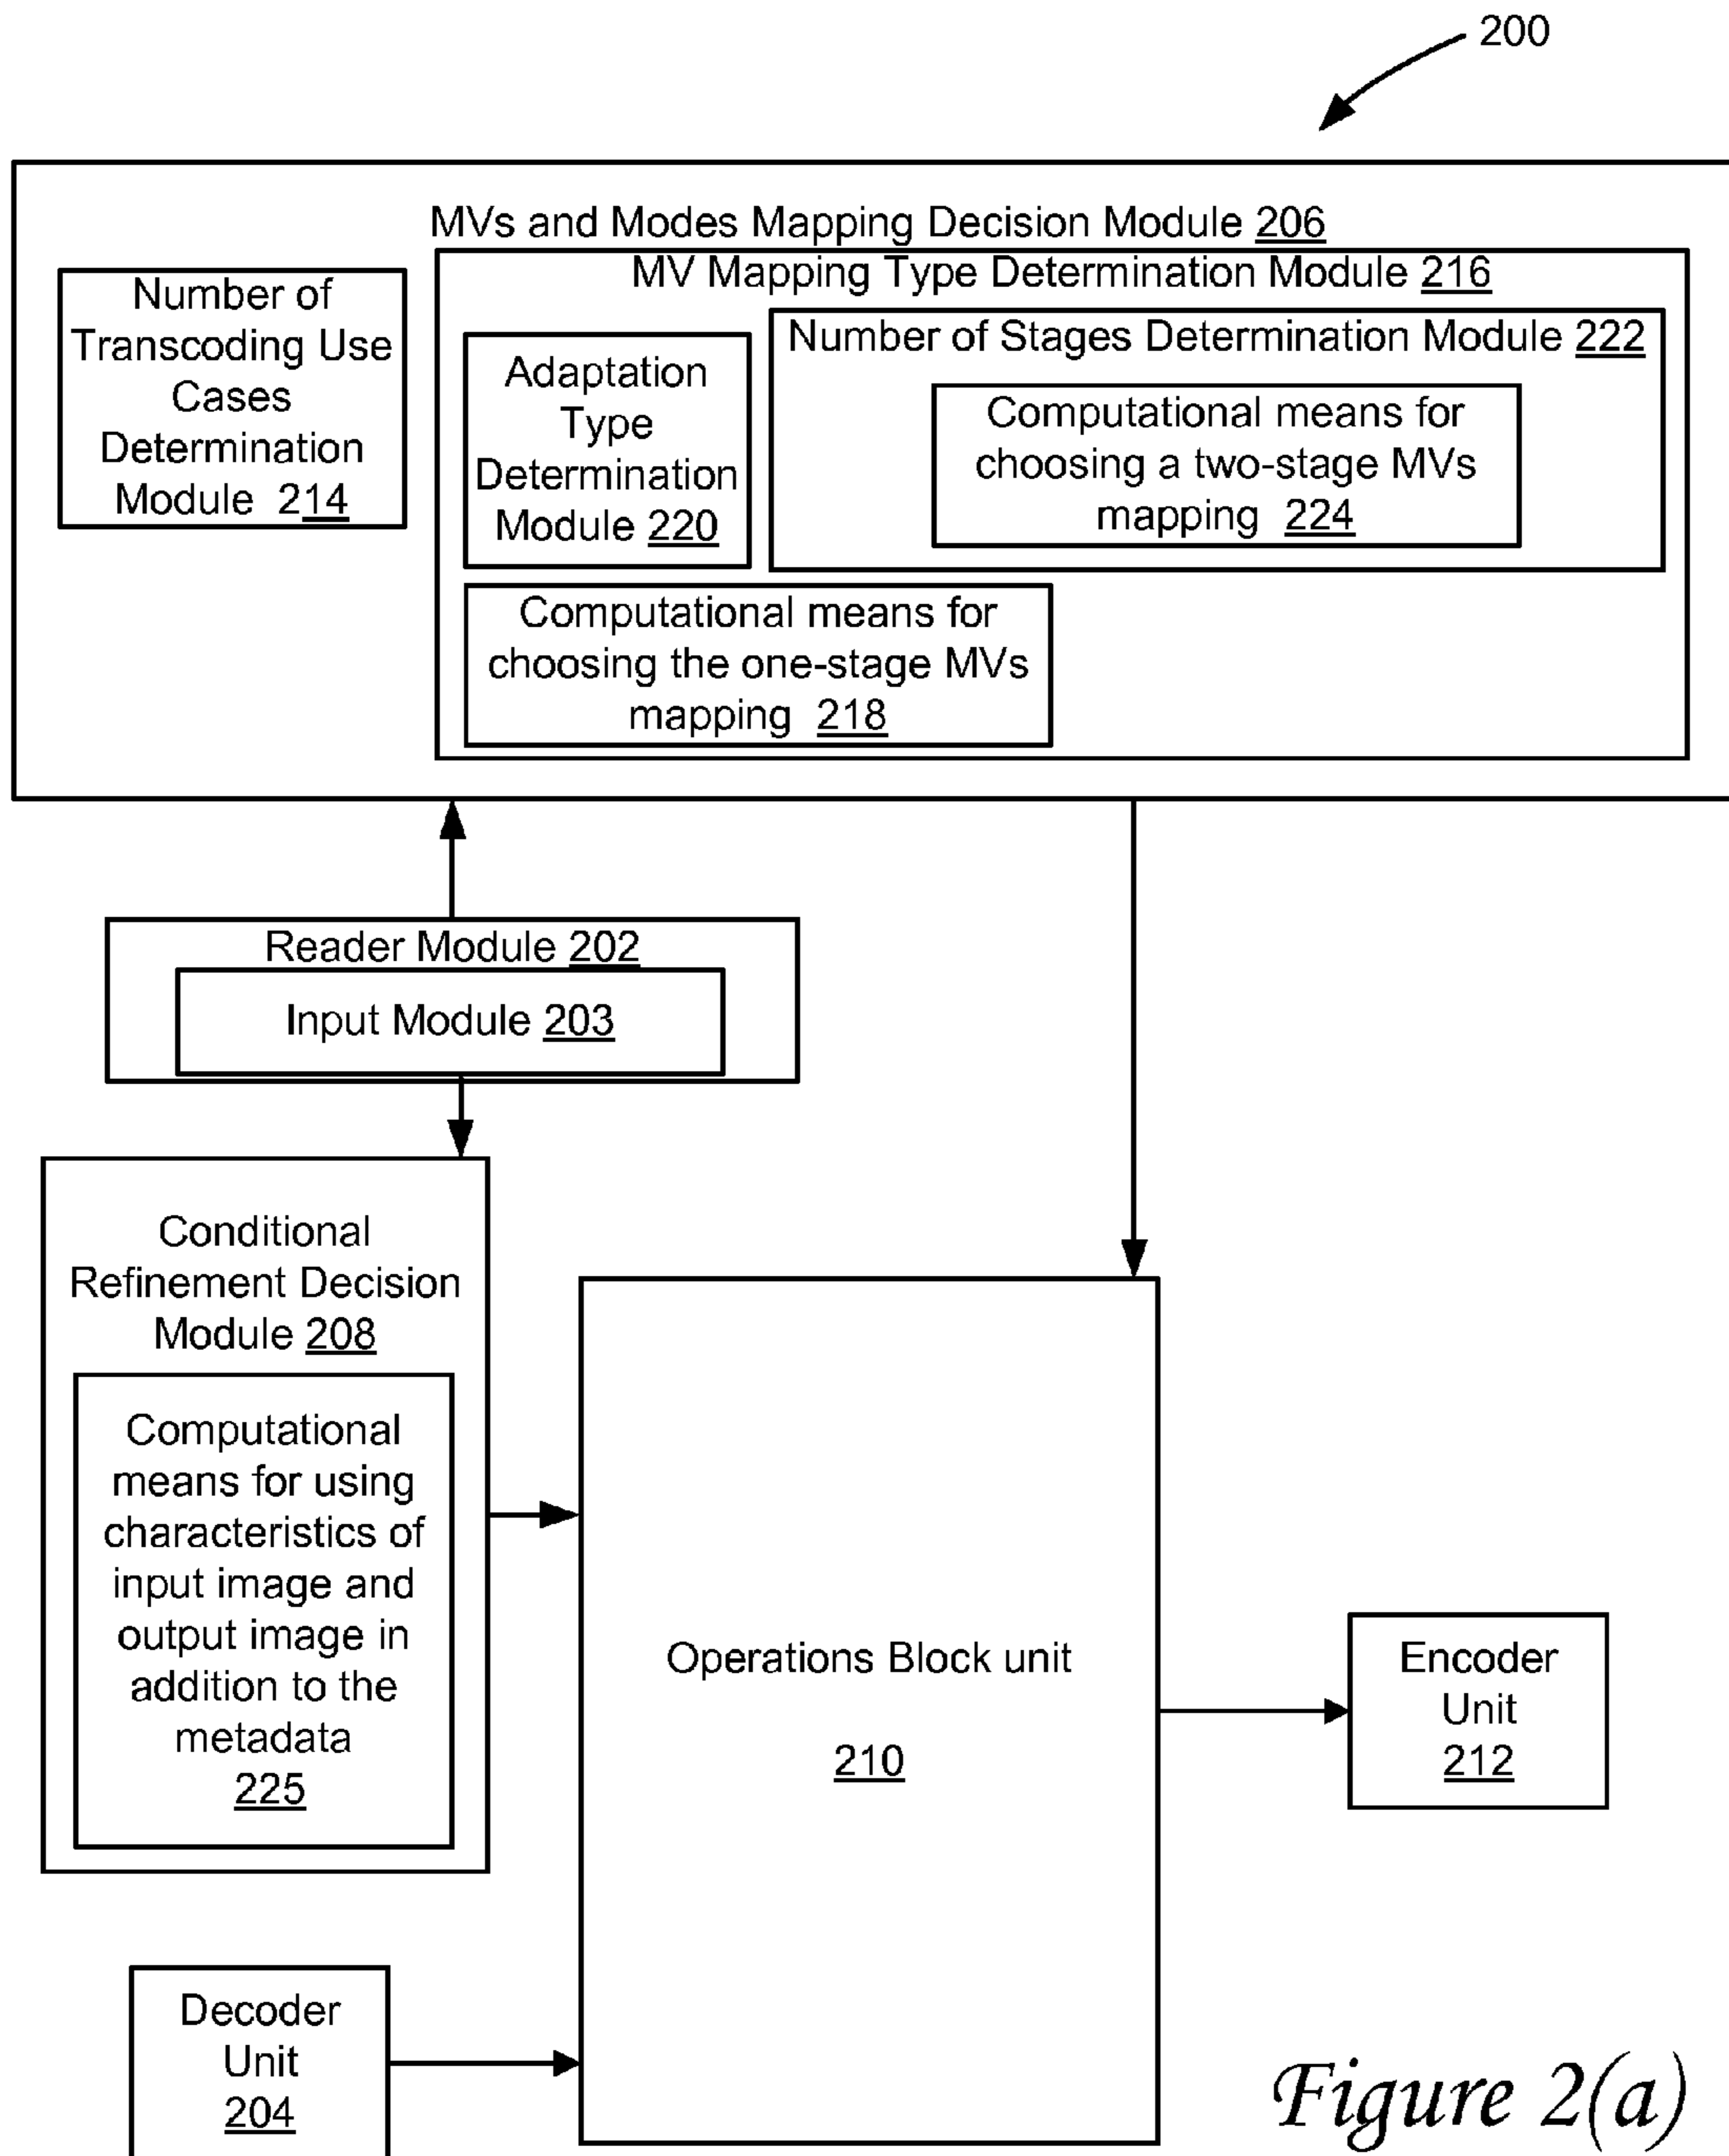 200
MVs and Modes Mapping Decision Module 206
Number of
Transcoding Use
Cases
Determination
Module 214
MV Mapping Type Determination Module 216
Adaptation
Type
Determination
Module 220
Number of Stages Determination Module 222
Computational means for
choosing a two-stage MVs
mapping 224
Computational means for
choosing the one-stage MVs
mapping 218
Reader Module 202
Input Module 203
Conditional
Refinement Decision
Module 208
Computational
means for using
characteristics of
input image and
output image in
addition to the
metadata
225
Operations Block unit
210
Encoder
Unit
212
Decoder
Unit
204
Figure 2(a)